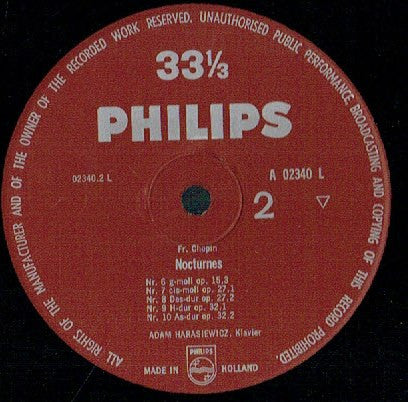 ALL RIGHTS OF THE MANUFACTURER AND OF THE OWNER OF THE RECORDED WORK RESERVED. UNAUTHORISED PUBLIC PERFORMANCE BROADCASTING AND COPYING OF THIS RECORD PROHIBITED.
33⅓
PHILIPS
02340.2 L
A 02340 L
2 ▽
Fr. Chopin
Nocturnes
Nr. 6 g-moll op. 15.3
Nr. 7 cis-moll op. 27.1
Nr. 8 Des-dur op. 27.2
Nr. 9 H-dur op. 32.1
Nr. 10 As-dur op. 32.2
ADAM HARASIEWICZ, Klavier
PHILIPS
MADE IN HOLLAND